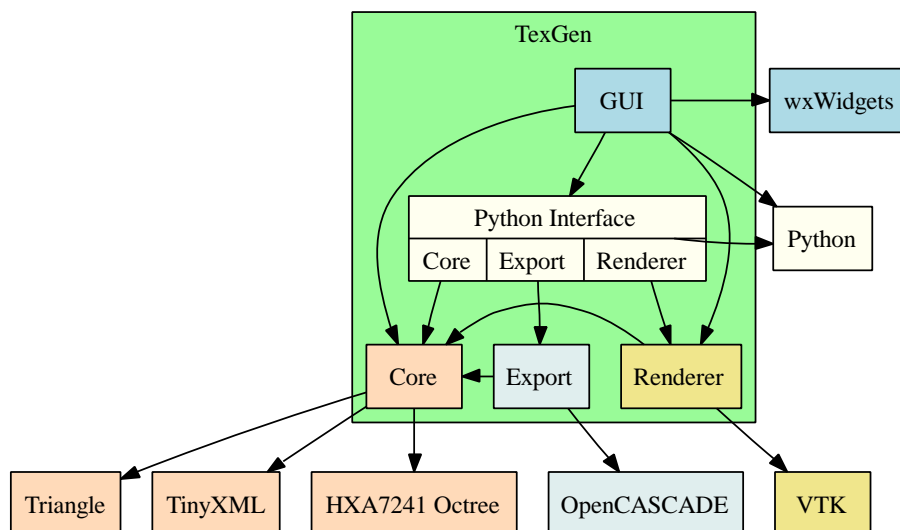 TexGen
GUI
wxWidgets
Python Interface
Core Export Renderer
Python
Core
Export
Renderer
Triangle
TinyXML
HXA7241 Octree
OpenCASCADE
VTK